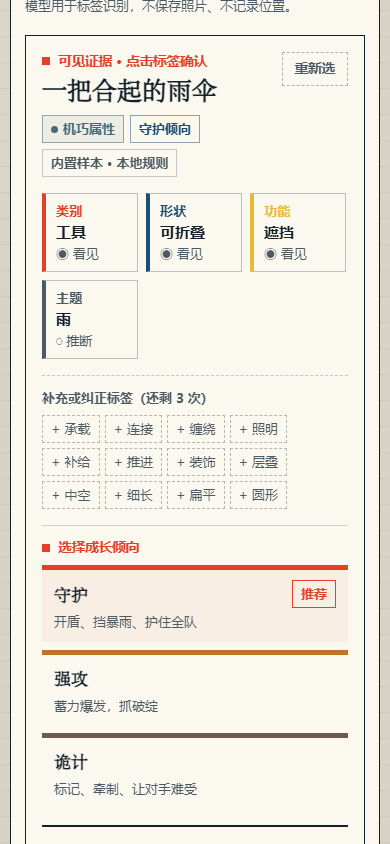 模型用于标签识别，不保存照片、不记录位置。
可见证据 • 点击标签确认
重新选
一把合起的雨伞
机巧属性
守护倾向
内置样本 • 本地规则
类别
工具
◉ 看见
形状
可折叠
◉ 看见
功能
遮挡
◉ 看见
主题
雨
○ 推断
补充或纠正标签（还剩 3 次）
+ 承载
+ 连接
+ 缠绕
+ 照明
+ 补给
+ 推进
+ 装饰
+ 层叠
+ 中空
+ 细长
+ 扁平
+ 圆形
选择成长倾向
守护
推荐
开盾、挡暴雨、护住全队
强攻
蓄力爆发，抓破绽
诡计
标记、牵制、让对手难受